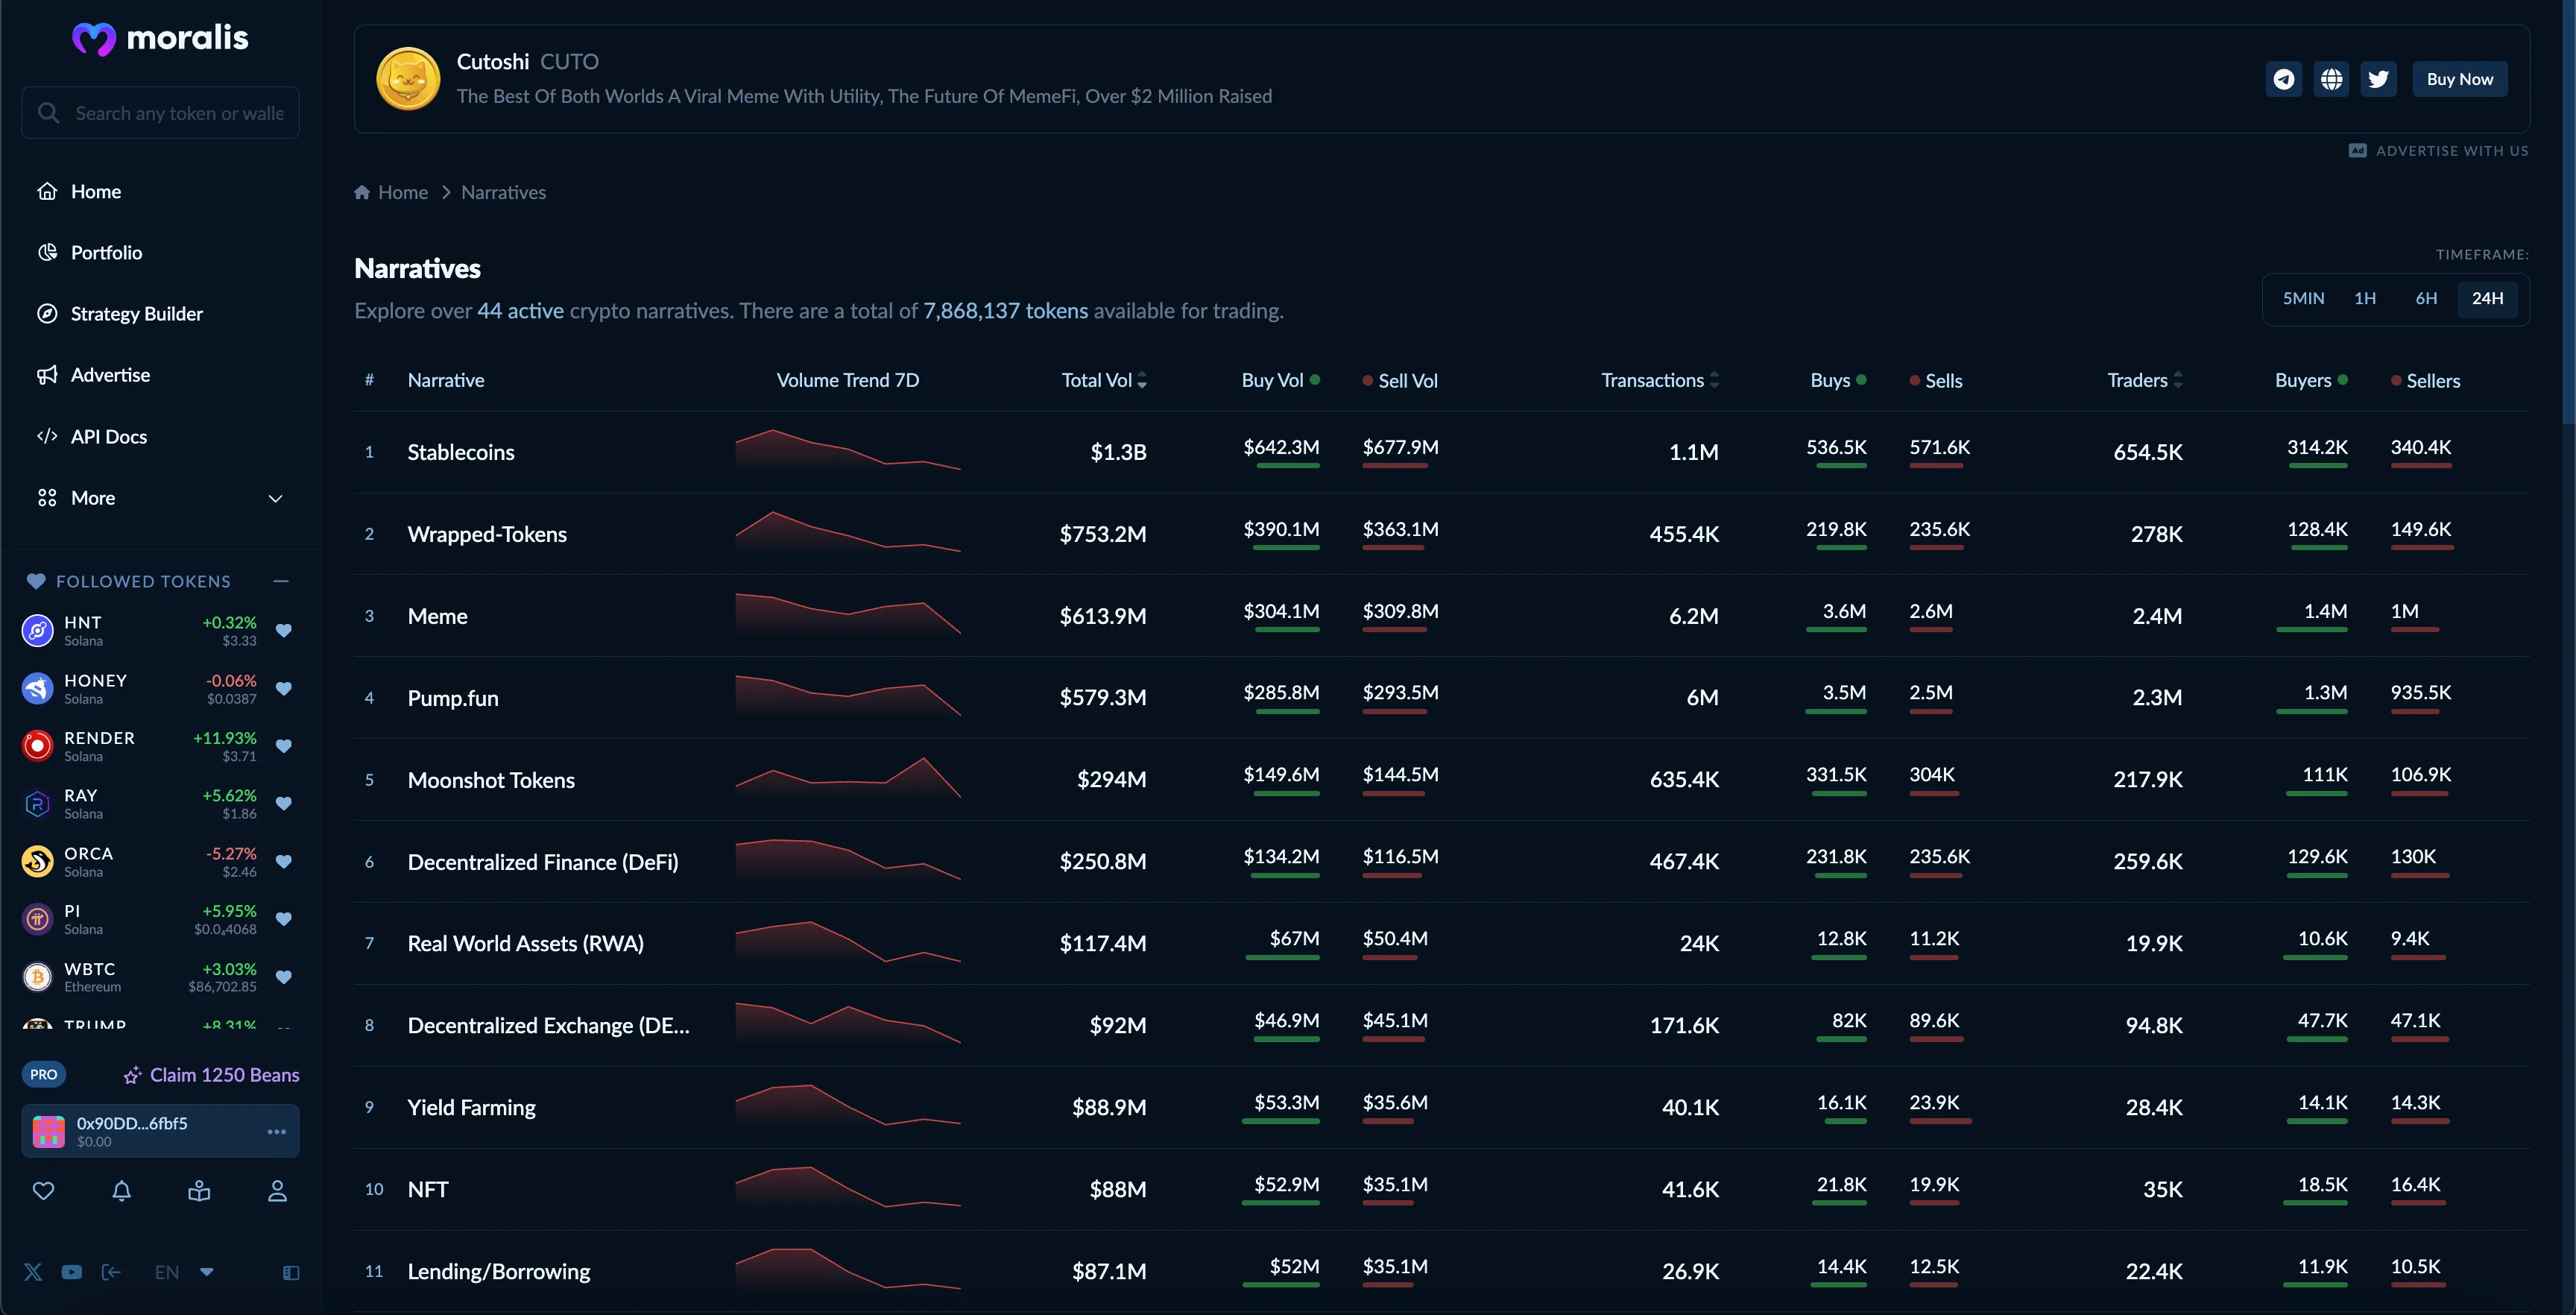 moralis
Search any token or walle
Home
Portfolio
Strategy Builder
Advertise
API Docs
More
FOLLOWED TOKENS
HNT +0.32%
Solana $3.33
HONEY -0.06%
Solana $0.0387
RENDER +11.93%
Solana $3.71
RAY +5.62%
Solana $1.86
ORCA -5.27%
Solana $2.46
PI +5.95%
Solana $0.0₄4068
WBTC +3.03%
Ethereum $86,702.85
TRUMP +8.31%
PRO Claim 1250 Beans
0x90DD...6fbf5
$0.00
EN
Cutoshi CUTO
The Best Of Both Worlds A Viral Meme With Utility, The Future Of MemeFi, Over $2 Million Raised
Buy Now
Ad ADVERTISE WITH US
Home > Narratives
Narratives
Explore over 44 active crypto narratives. There are a total of 7,868,137 tokens available for trading.
TIMEFRAME:
5MIN 1H 6H 24H
# Narrative Volume Trend 7D Total Vol Buy Vol Sell Vol Transactions Buys Sells Traders Buyers Sellers
1 Stablecoins $1.3B $642.3M $677.9M 1.1M 536.5K 571.6K 654.5K 314.2K 340.4K
2 Wrapped-Tokens $753.2M $390.1M $363.1M 455.4K 219.8K 235.6K 278K 128.4K 149.6K
3 Meme $613.9M $304.1M $309.8M 6.2M 3.6M 2.6M 2.4M 1.4M 1M
4 Pump.fun $579.3M $285.8M $293.5M 6M 3.5M 2.5M 2.3M 1.3M 935.5K
5 Moonshot Tokens $294M $149.6M $144.5M 635.4K 331.5K 304K 217.9K 111K 106.9K
6 Decentralized Finance (DeFi) $250.8M $134.2M $116.5M 467.4K 231.8K 235.6K 259.6K 129.6K 130K
7 Real World Assets (RWA) $117.4M $67M $50.4M 24K 12.8K 11.2K 19.9K 10.6K 9.4K
8 Decentralized Exchange (DE... $92M $46.9M $45.1M 171.6K 82K 89.6K 94.8K 47.7K 47.1K
9 Yield Farming $88.9M $53.3M $35.6M 40.1K 16.1K 23.9K 28.4K 14.1K 14.3K
10 NFT $88M $52.9M $35.1M 41.6K 21.8K 19.9K 35K 18.5K 16.4K
11 Lending/Borrowing $87.1M $52M $35.1M 26.9K 14.4K 12.5K 22.4K 11.9K 10.5K